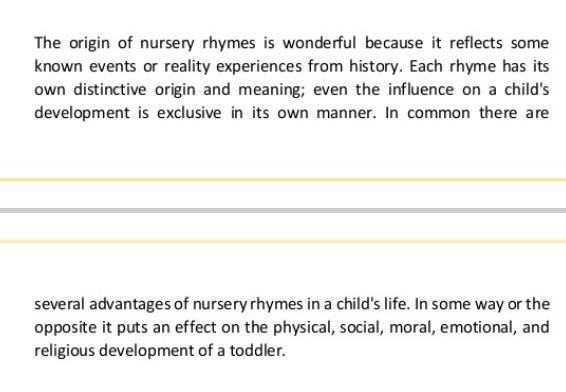 The origin of nursery rhymes is wonderful because it reflects some
known events or reality experiences from history. Each rhyme has its
own distinctive origin and meaning; even the influence on a child's
development is exclusive in its own manner. In common there are
several advantages of nursery rhymes in a child's life. In some way or the
opposite it puts an effect on the physical, social, moral, emotional, and
religious development of a toddler.